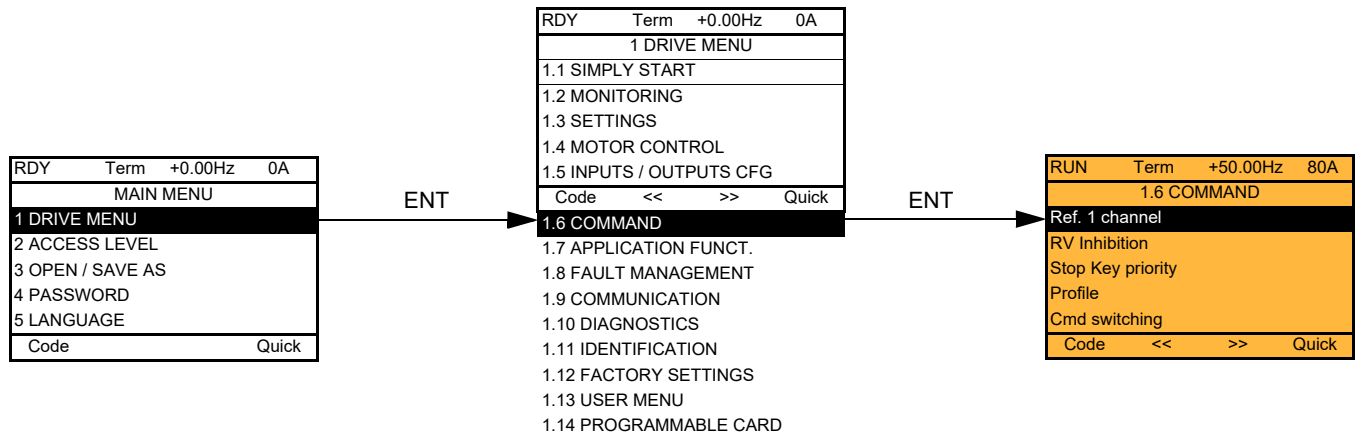 RDY Term +0.00Hz 0A
MAIN MENU
1 DRIVE MENU
2 ACCESS LEVEL
3 OPEN / SAVE AS
4 PASSWORD
5 LANGUAGE
Code Quick
ENT
RDY Term +0.00Hz 0A
1 DRIVE MENU
1.1 SIMPLY START
1.2 MONITORING
1.3 SETTINGS
1.4 MOTOR CONTROL
1.5 INPUTS / OUTPUTS CFG
Code << >> Quick
1.6 COMMAND
1.7 APPLICATION FUNCT.
1.8 FAULT MANAGEMENT
1.9 COMMUNICATION
1.10 DIAGNOSTICS
1.11 IDENTIFICATION
1.12 FACTORY SETTINGS
1.13 USER MENU
1.14 PROGRAMMABLE CARD
ENT
RUN Term +50.00Hz 80A
1.6 COMMAND
Ref. 1 channel
RV Inhibition
Stop Key priority
Profile
Cmd switching
Code << >> Quick